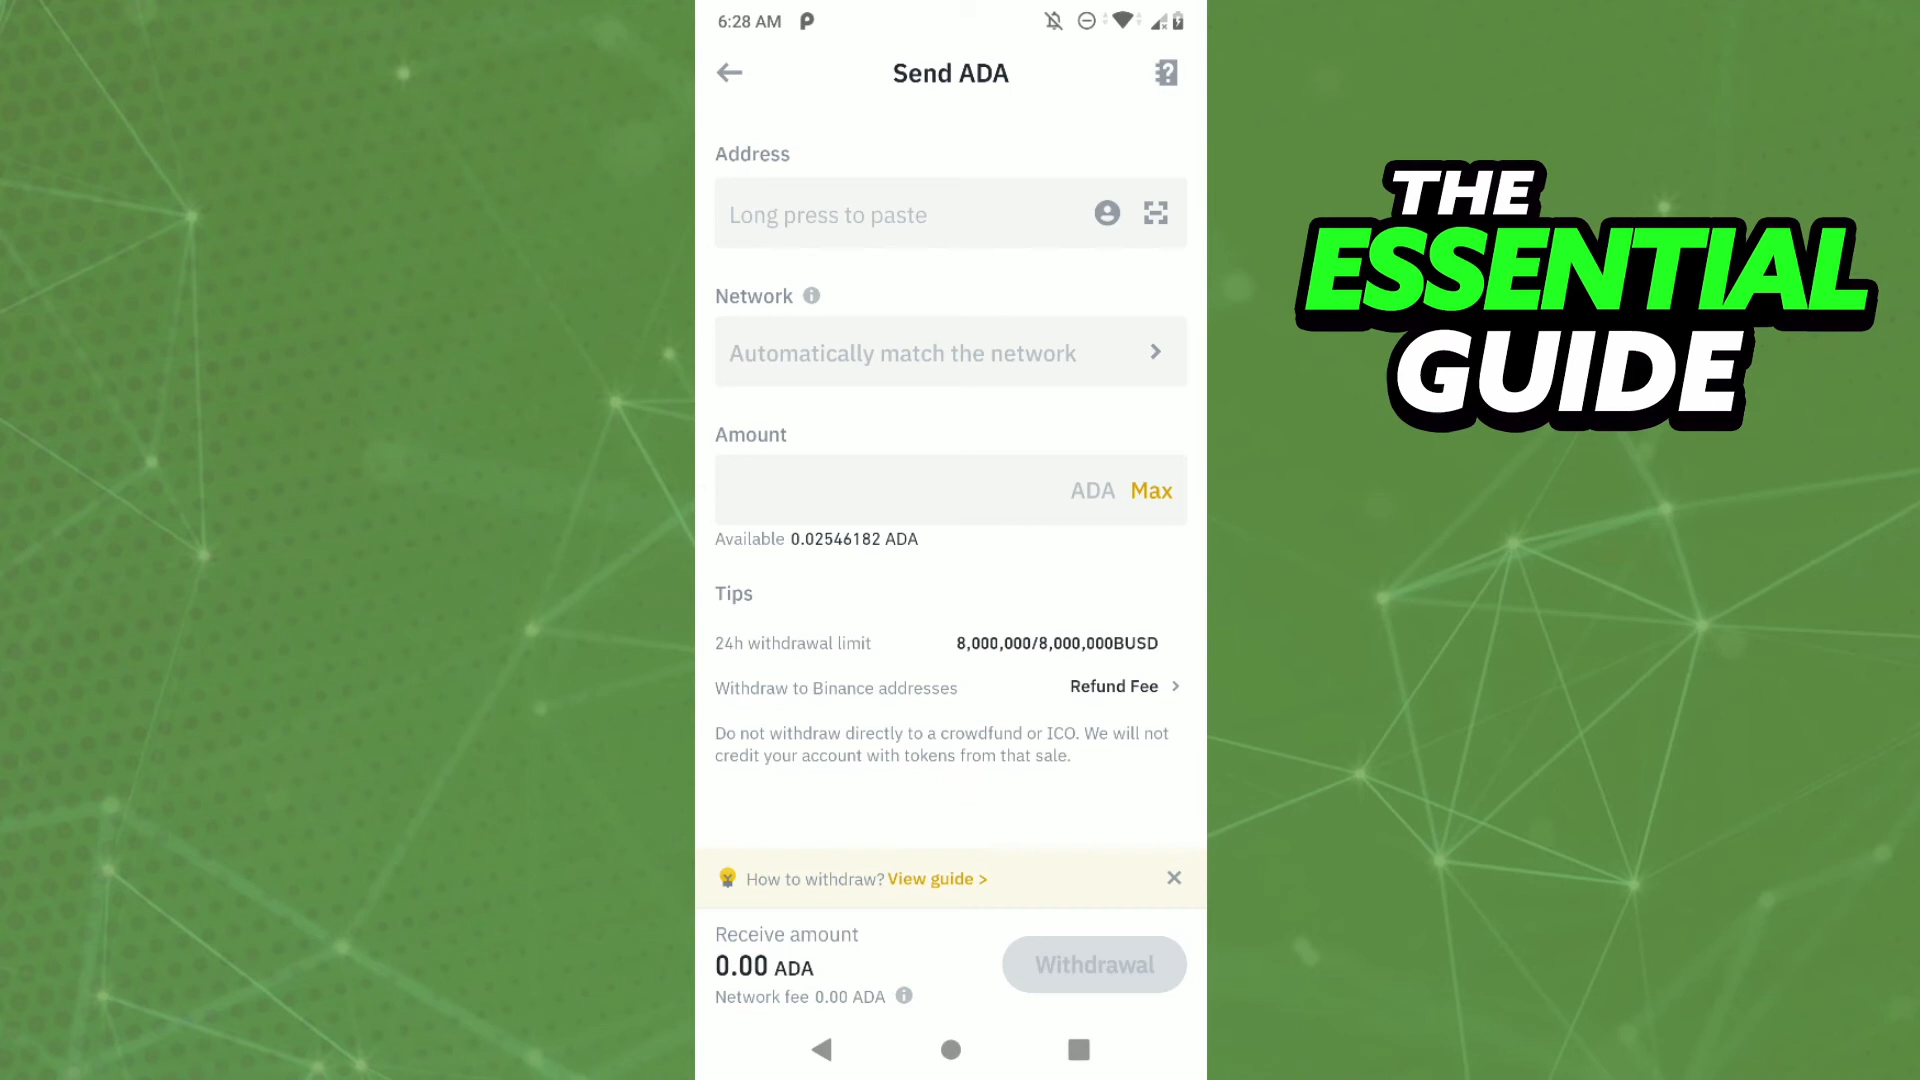 6:28 AM
Send ADA
Address
Long press to paste
Network
Automatically match the network
Amount
ADA Max
Available 0.02546182 ADA
Tips
24h withdrawal limit 8,000,000/8,000,000BUSD
Withdraw to Binance addresses Refund Fee >
Do not withdraw directly to a crowdfund or ICO. We will not
credit your account with tokens from that sale.
How to withdraw? View guide >
Receive amount
0.00 ADA
Withdrawal
Network fee 0.00 ADA
THE
ESSENTIAL
GUIDE